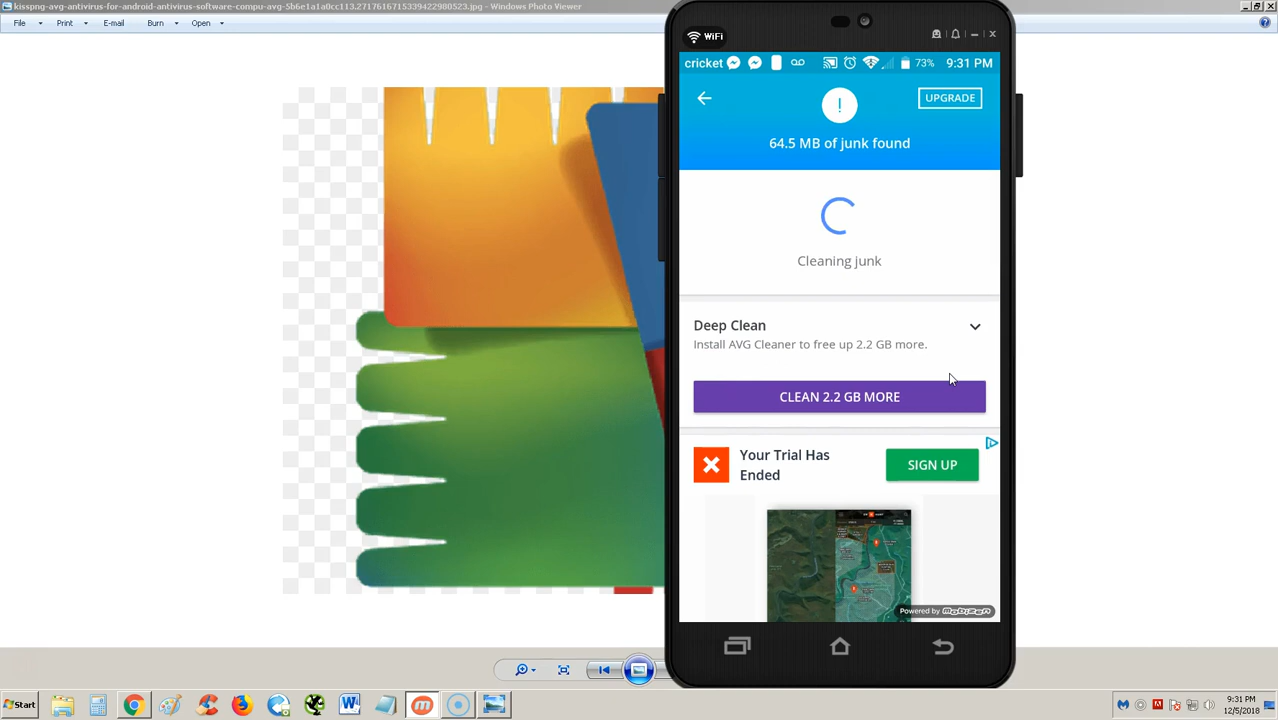 kisspng-avg-antivirus-for-android-antivirus-software-compu-avg-5b6e1a1a0cc113.2717616715339422980523.jpg - Windows Photo Viewer
File Print E-mail Burn Open
WiFi
cricket 73% 9:31 PM
UPGRADE
!
64.5 MB of junk found
Cleaning junk
Deep Clean
Install AVG Cleaner to free up 2.2 GB more.
CLEAN 2.2 GB MORE
Your Trial Has
Ended
SIGN UP
Powered by mobizen
Start
9:31 PM
12/5/2018